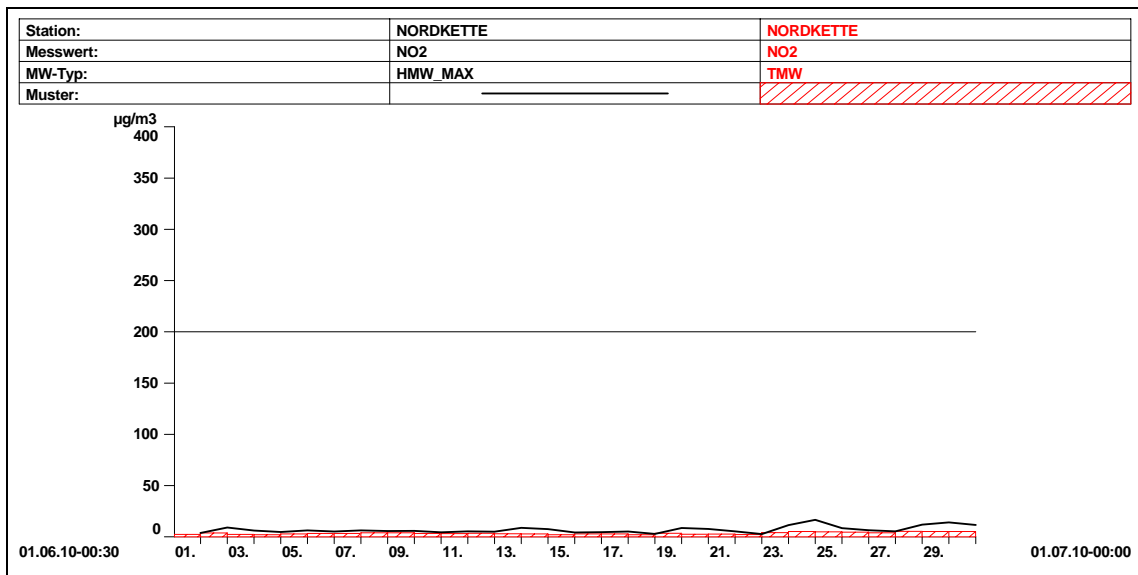 Station: NORDKETTE NORDKETTE
Messwert: NO2 NO2
MW-Typ: HMW_MAX TMW
Muster:
µg/m3
400
350
300
250
200
150
100
50
0
01.06.10-00:30 01. 03. 05. 07. 09. 11. 13. 15. 17. 19. 21. 23. 25. 27. 29. 01.07.10-00:00